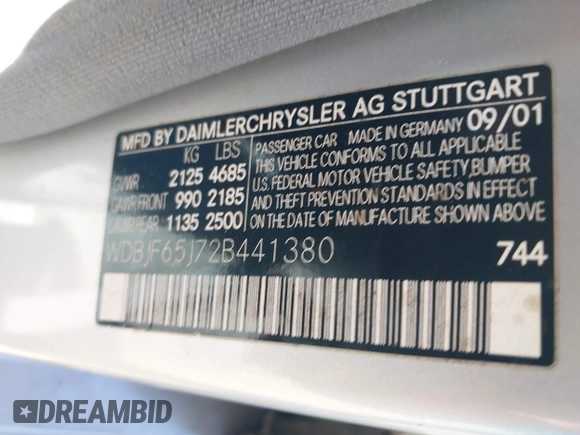 MFD BY DAIMLERCHRYSLER AG STUTTGART
KG LBS
GVWR 2125 4685
GAWR FRONT 990 2185
GAWR REAR 1135 2500
PASSENGER CAR MADE IN GERMANY 09/01
THIS VEHICLE CONFORMS TO ALL APPLICABLE
U.S. FEDERAL MOTOR VEHICLE SAFETY, BUMPER
AND THEFT PREVENTION STANDARDS IN EFFECT
ON THE DATE OF MANUFACTURE SHOWN ABOVE.
WDBJF65J72B441380 744
DREAMBID